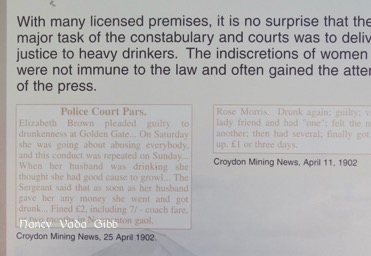 With many licensed premises, it is no surprise that the
major task of the constabulary and courts was to deliv
justice to heavy drinkers. The indiscretions of women
were not immune to the law and often gained the atter
of the press.
Police Court Pars.
Elizabeth Brown pleaded guilty to
drunkenness at Golden Gate... On Saturday
she was going about abusing everybody,
and this conduct was repeated on Sunday...
When her husband was drinking she
thought she had good cause to growl... The
Sergeant said that as soon as her husband
gave her any money she went and got
drunk... Fined £2, including 7/- coach fare,
gaol.
Nancy Vada Gibb
Croydon Mining News, 25 April 1902.
Rose Morris. Drunk again; guilty; v
lady friend and had "one"; felt the n
another; then had several; finally got
up. £1 or three days.
Croydon Mining News, April 11, 1902